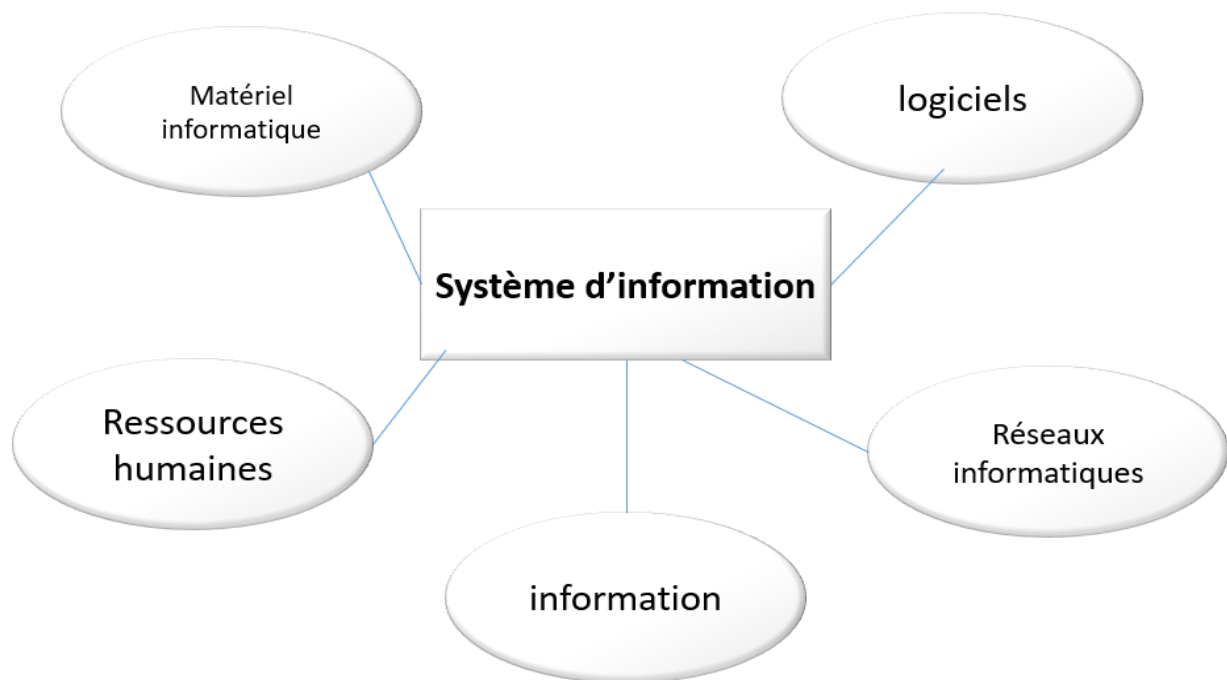 Matériel
informatique
logiciels
Système d’information
Ressources
humaines
Réseaux
informatiques
information